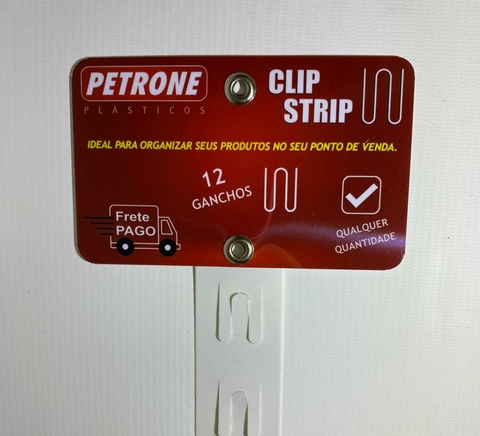 PETRONE
PLÁSTICOS
CLIP
STRIP
IDEAL PARA ORGANIZAR SEUS PRODUTOS NO SEU PONTO DE VENDA.
12
GANCHOS
Frete
PAGO
QUALQUER
QUANTIDADE